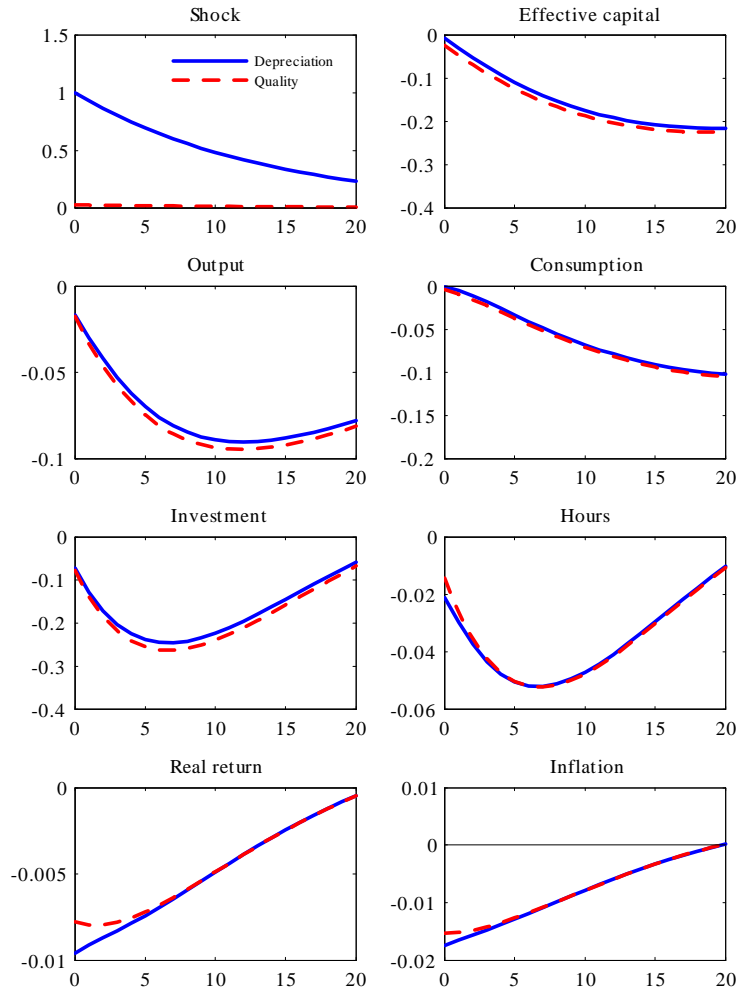 Shock
Effective capital
1.5
1
0.5
0
Depreciation
Quality
0 5 10 15 20
0
-0.1
-0.2
-0.3
-0.4
0 5 10 15 20
Output
Consumption
0
-0.05
-0.1
0 5 10 15 20
0
-0.05
-0.1
-0.15
-0.2
0 5 10 15 20
Investment
Hours
0
-0.1
-0.2
-0.3
-0.4
0 5 10 15 20
0
-0.02
-0.04
-0.06
0 5 10 15 20
Real return
Inflation
0
-0.005
-0.01
0 5 10 15 20
0.01
0
-0.01
-0.02
0 5 10 15 20